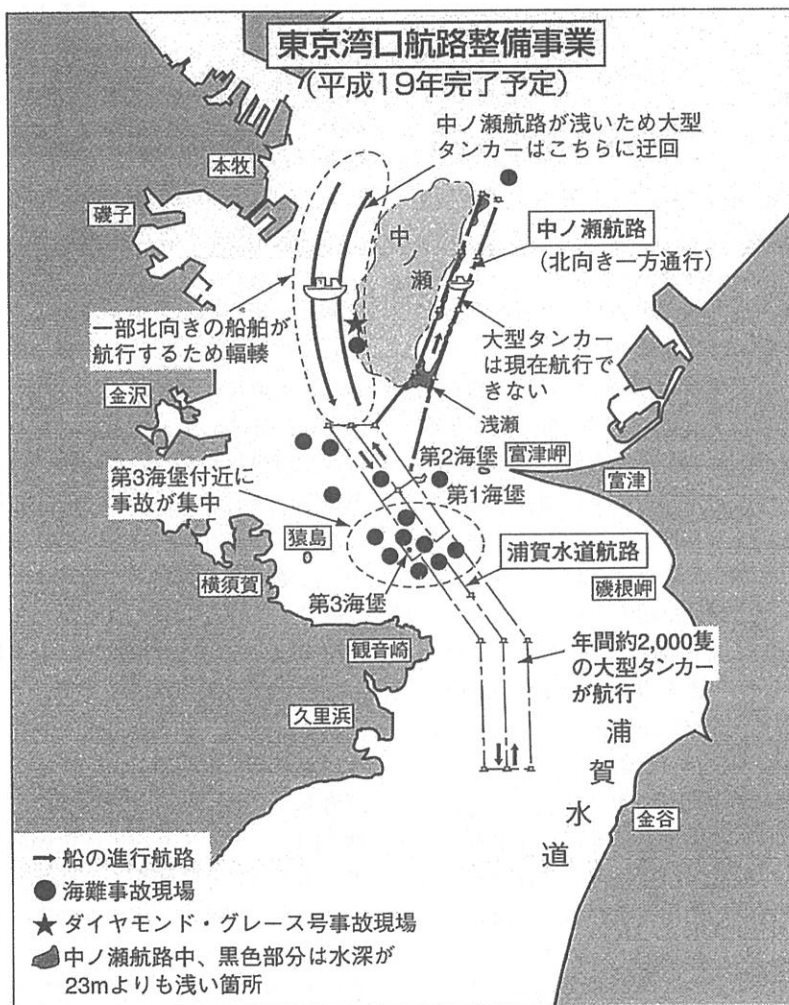 東京湾口航路整備事業
(平成19年完了予定)
中ノ瀬航路が浅いため大型
タンカーはこちらに迂回
本牧
磯子
中ノ瀬
中ノ瀬航路
(北向き一方通行)
一部北向きの船舶が
航行するため輻輳
大型タンカー
は現在航行で
きない
金沢
浅瀬
第2海堡
富津岬
第3海堡付近に
事故が集中
第1海堡
富津
猿島
浦賀水道航路
横須賀
第3海堡
磯根岬
観音崎
年間約2,000隻
の大型タンカー
が航行
久里浜
浦賀水道
金谷
船の進行航路
海難事故現場
ダイヤモンド・グレース号事故現場
中ノ瀬航路中、黒色部分は水深が
23mよりも浅い箇所